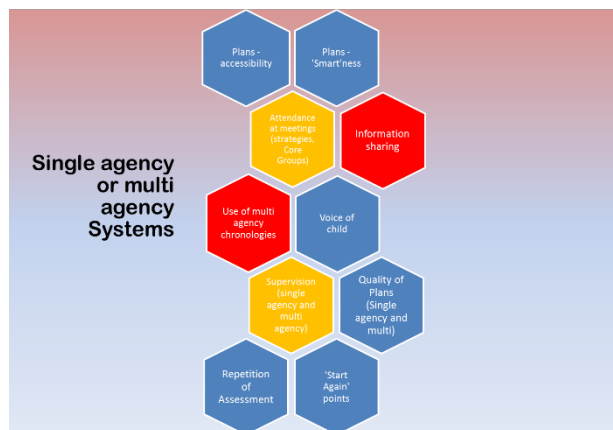 Plans -
accessibility
Plans -
'Smart'ness
Attendance
at meetings
(strategies,
Core
Groups)
Information
sharing
Single agency
or multi
agency
Systems
Use of multi
agency
chronologies
Voice of
child
Supervision
(single
agency and
multi
agency)
Quality of
Plans
(Single
agency and
multi)
Repetition
of
Assessment
'Start
Again'
points